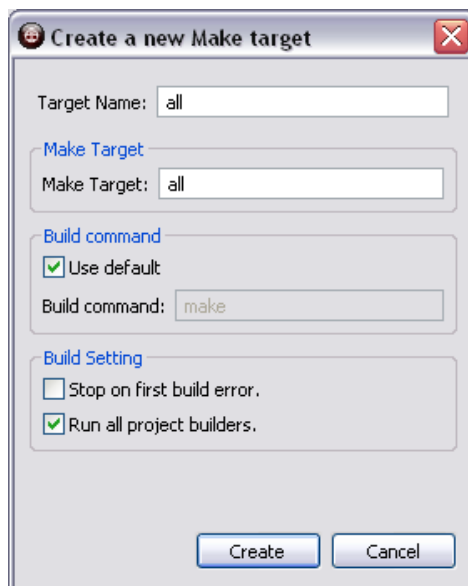 Create a new Make target
Target Name: all
Make Target
Make Target: all
Build command
Use default
Build command: make
Build Setting
Stop on first build error.
Run all project builders.
Create Cancel